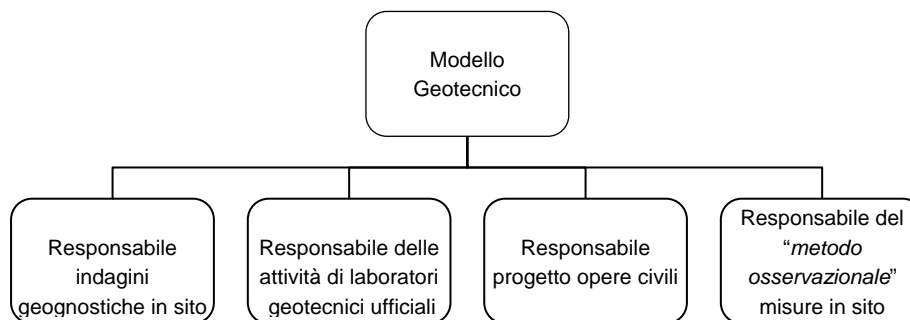 Modello
Geotecnico
Responsabile
indagini
geognostiche in sito
Responsabile delle
attività di laboratori
geotecnici ufficiali
Responsabile
progetto opere civili
Responsabile del
“metodo
osservazionale”
misure in sito